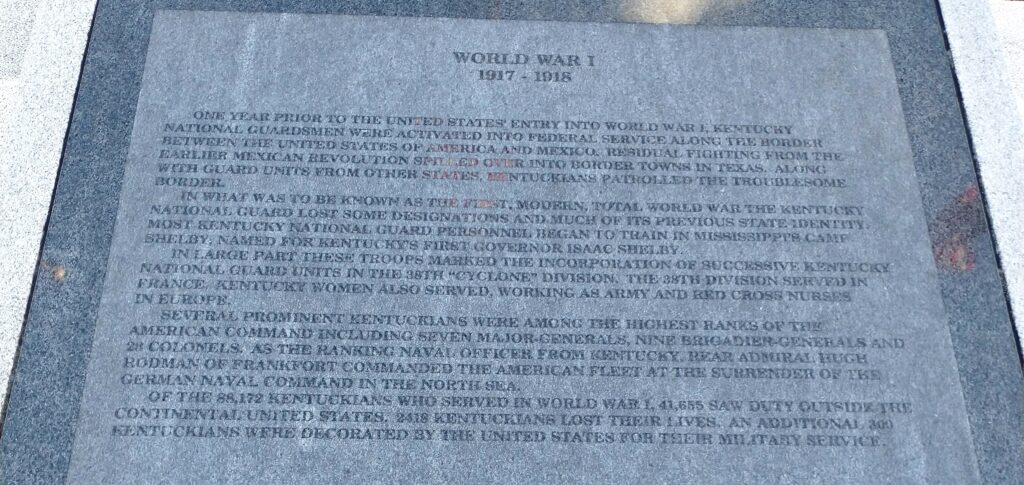 WORLD WAR I
1917 - 1918
ONE YEAR PRIOR TO THE UNITED STATES' ENTRY INTO WORLD WAR I, KENTUCKY
NATIONAL GUARDSMEN WERE ACTIVATED INTO FEDERAL SERVICE ALONG THE BORDER
BETWEEN THE UNITED STATES OF AMERICA AND MEXICO. RESIDUAL FIGHTING FROM THE
EARLIER MEXICAN REVOLUTION SPILLED OVER INTO BORDER TOWNS IN TEXAS. ALONG
WITH GUARD UNITS FROM OTHER STATES, KENTUCKIANS PATROLLED THE TROUBLESOME
BORDER.
IN WHAT WAS TO BE KNOWN AS THE FIRST, MODERN, TOTAL WORLD WAR THE KENTUCKY
NATIONAL GUARD LOST SOME DESIGNATIONS AND MUCH OF ITS PREVIOUS STATE IDENTITY.
MOST KENTUCKY NATIONAL GUARD PERSONNEL BEGAN TO TRAIN IN MISSISSIPPI'S CAMP
SHELBY, NAMED FOR KENTUCKY'S FIRST GOVERNOR ISAAC SHELBY.
IN LARGE PART THESE TROOPS MARKED THE INCORPORATION OF SUCCESSIVE KENTUCKY
NATIONAL GUARD UNITS IN THE 38TH "CYCLONE" DIVISION. THE 38TH DIVISION SERVED IN
FRANCE. KENTUCKY WOMEN ALSO SERVED, WORKING AS ARMY AND RED CROSS NURSES
IN EUROPE.
SEVERAL PROMINENT KENTUCKIANS WERE AMONG THE HIGHEST RANKS OF THE
AMERICAN COMMAND INCLUDING SEVEN MAJOR-GENERALS, NINE BRIGADIER-GENERALS AND
28 COLONELS. AS THE RANKING NAVAL OFFICER FROM KENTUCKY, REAR ADMIRAL HUGH
RODMAN OF FRANKFORT COMMANDED THE AMERICAN FLEET AT THE SURRENDER OF THE
GERMAN NAVAL COMMAND IN THE NORTH SEA.
OF THE 88,172 KENTUCKIANS WHO SERVED IN WORLD WAR I, 41,655 SAW DUTY OUTSIDE THE
CONTINENTAL UNITED STATES. 2418 KENTUCKIANS LOST THEIR LIVES. AN ADDITIONAL 300
KENTUCKIANS WERE DECORATED BY THE UNITED STATES FOR THEIR MILITARY SERVICE.